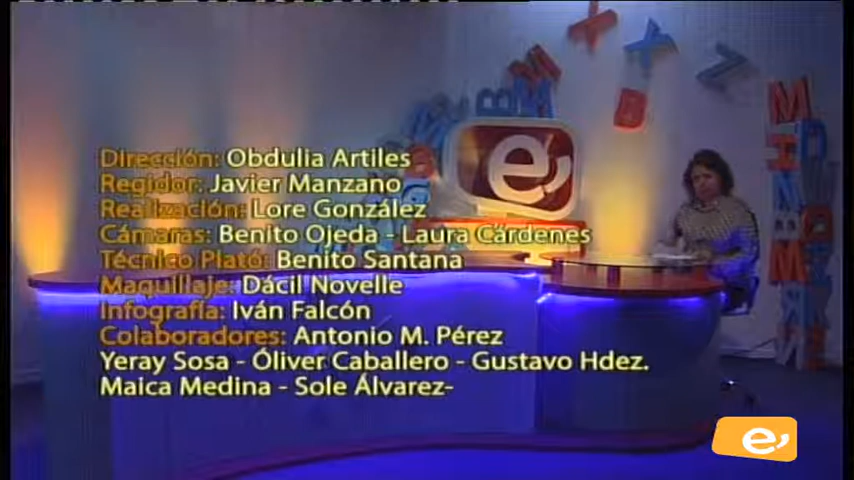 Dirección: Obdulia Artiles
Regidor: Javier Manzano
Realización: Lore González
Cámaras: Benito Ojeda - Laura Cárdenes
Técnico Plató: Benito Santana
Maquillaje: Dácil Novelle
Infografía: Iván Falcón
Colaboradores: Antonio M. Pérez
Yeray Sosa - Óliver Caballero - Gustavo Hdez.
Maica Medina - Sole Álvarez-
e
e